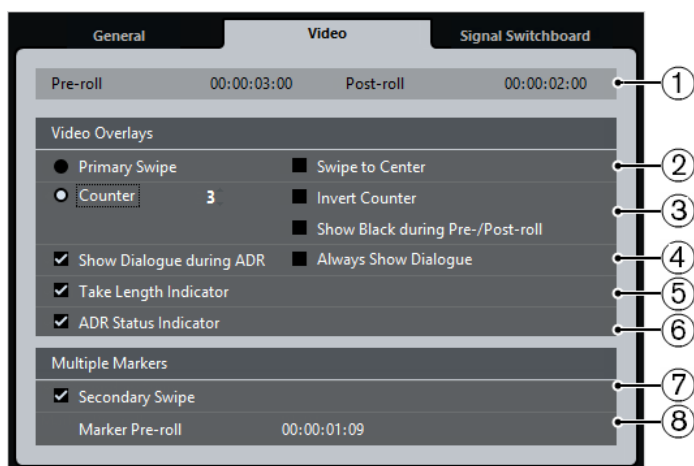 General Video Signal Switchboard
Pre-roll 00:00:03:00 Post-roll 00:00:02:00 1
Video Overlays
Primary Swipe Swipe to Center 2
Counter 3 Invert Counter 3
Show Black during Pre-/Post-roll
Show Dialogue during ADR Always Show Dialogue 4
Take Length Indicator 5
ADR Status Indicator 6
Multiple Markers
Secondary Swipe 7
Marker Pre-roll 00:00:01:09 8